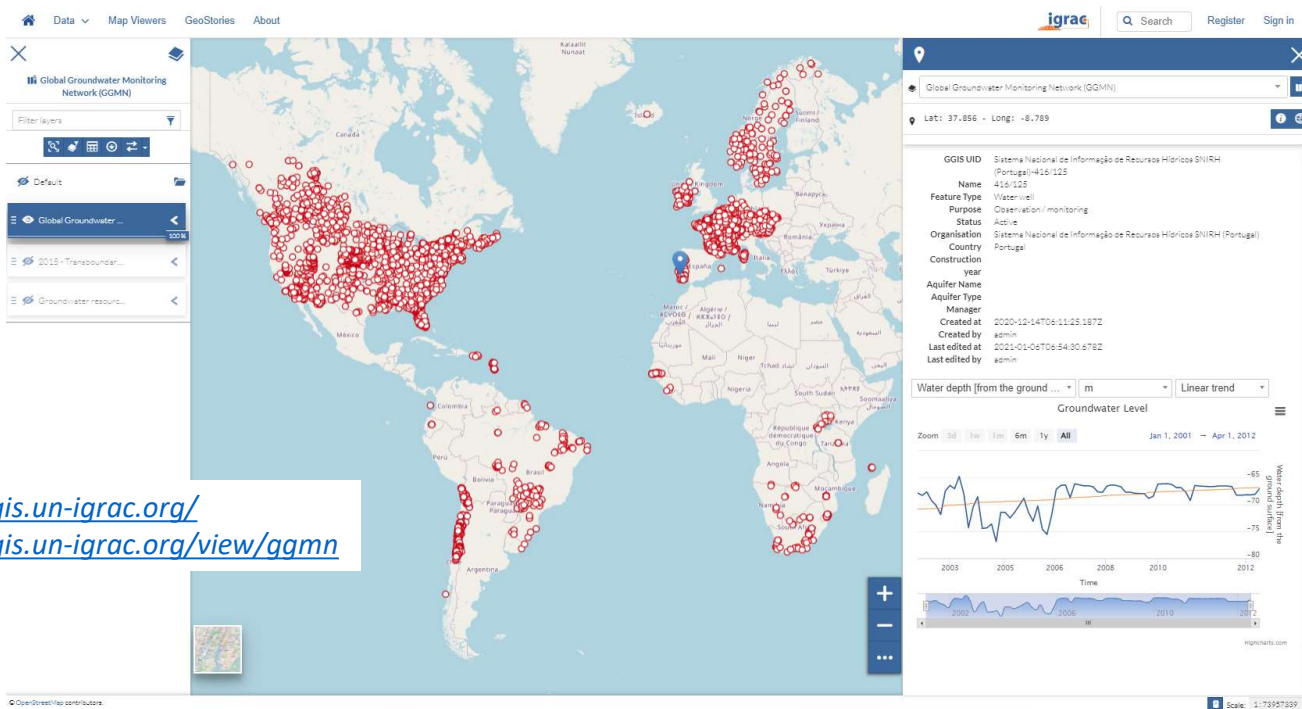 Data
Map Viewers
GeoStories
About
igrac
Search
Register
Sign in
Global Groundwater Monitoring
Network (GGMN)
Filter layers
Default
Global Groundwater ...
100 %
2015 - Transboundar...
Groundwater resourc...
gis.un-igrac.org/
gis.un-igrac.org/view/ggmn
Kalaallit
Nunaat
Canada
México
Colombia
Perú
Brasil
Bolivia
Paraguay
Argentina
Norge
Suomi /
Finland
Kingdom
Беларусь
Україна
România
Italia
España
Türkiye
Maroc /
Algérie /
Mali
Niger
Nigeria
South Sudan
Kenya
République
démocratique
du Congo
Angola
Moçambique
© OpenStreetMap contributors.
Global Groundwater Monitoring Network (GGMN)
Lat: 37.856 - Long: -8.789
GGIS UID Sistema Nacional de Informação de Recursos Hídricos SNIRH
(Portugal)-416/125
Name 416/125
Feature Type Water well
Purpose Observation / monitoring
Status Active
Organisation Sistema Nacional de Informação de Recursos Hídricos SNIRH (Portugal)
Country Portugal
Construction
year
Aquifer Name
Aquifer Type
Manager
Created at 2020-12-14T06:11:25.187Z
Created by admin
Last edited at 2021-01-06T06:54:30.678Z
Last edited by admin
Water depth [from the ground ...
m
Linear trend
Groundwater Level
Zoom 3d 1w 1m 6m 1y All
Jan 1, 2001 → Apr 1, 2012
-65
-70
-75
-80
Water depth [from the
ground surface]
2003 2005 2006 2008 2010 2012
Time
2002 2006 2010 2012
Highcharts.com
Scale: 1:73957339